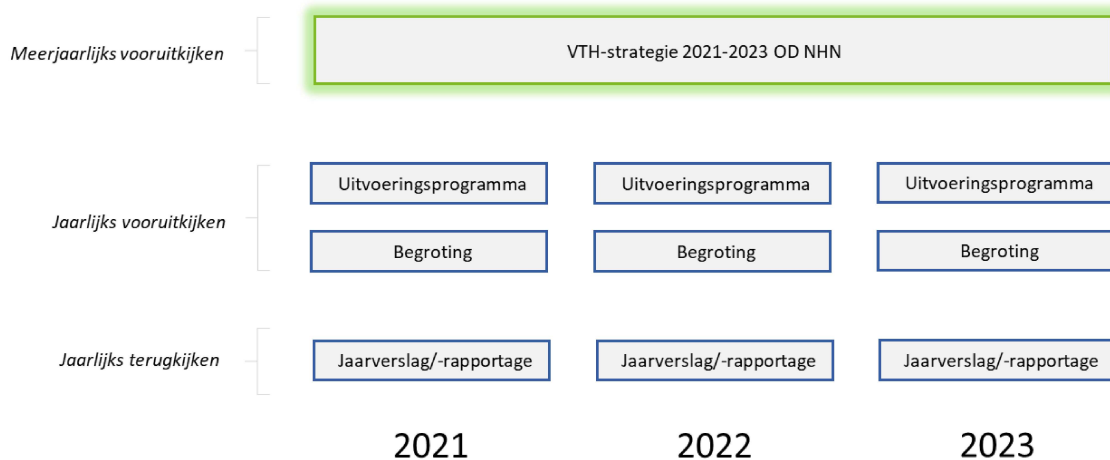 Meerjaarlijks vooruitkijken
VTH-strategie 2021-2023 OD NHN
Jaarlijks vooruitkijken
Uitvoeringsprogramma
Uitvoeringsprogramma
Uitvoeringsprogramma
Begroting
Begroting
Begroting
Jaarlijks terugkijken
Jaarverslag/-rapportage
Jaarverslag/-rapportage
Jaarverslag/-rapportage
2021
2022
2023